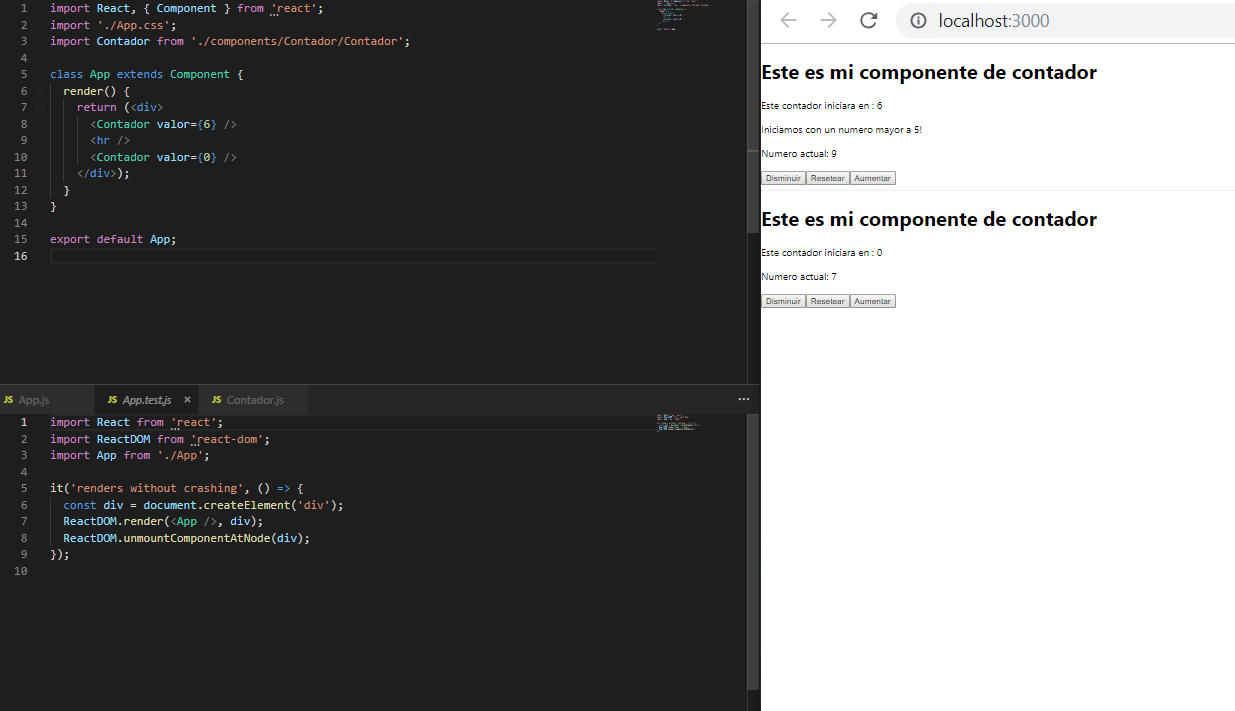 1 import React, { Component } from 'react';
2 import './App.css';
3 import Contador from './components/Contador/Contador';
4
5 class App extends Component {
6 render() {
7 return (<div>
8 <Contador valor={6} />
9 <hr />
10 <Contador valor={0} />
11 </div>);
12 }
13 }
14
15 export default App;
16
JS App.js JS App.test.js × JS Contador.js ...
1 import React from 'react';
2 import ReactDOM from 'react-dom';
3 import App from './App';
4
5 it('renders without crashing', () => {
6 const div = document.createElement('div');
7 ReactDOM.render(<App />, div);
8 ReactDOM.unmountComponentAtNode(div);
9 });
10
localhost:3000
Este es mi componente de contador
Este contador iniciara en : 6
Iniciamos con un numero mayor a 5!
Numero actual: 9
Disminuir Resetear Aumentar
Este es mi componente de contador
Este contador iniciara en : 0
Numero actual: 7
Disminuir Resetear Aumentar